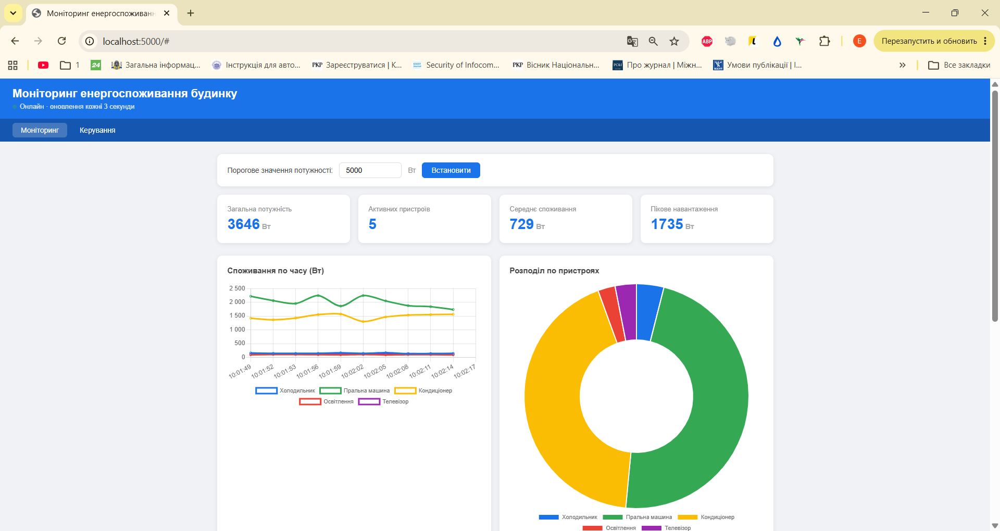 Моніторинг енергоспоживанн
localhost:5000/#
ABP
E
Перезапустить и обновить
1
24
Загальна інформац...
Інструкція для авто...
PKP
Зареєструватися | К...
Security of Infocom...
PKP
Вісник Національн...
PC&I
Про журнал | Міжн...
Умови публікації | І...
Все закладки
Моніторинг енергоспоживання будинку
Онлайн · оновлення кожні 3 секунди
Моніторинг
Керування
Порогове значення потужності:
5000
Вт
Встановити
Загальна потужність
3646 Вт
Активних пристроїв
5
Середнє споживання
729 Вт
Пікове навантаження
1735 Вт
Споживання по часу (Вт)
2 500
2 000
1 500
1 000
500
0
10:01:49
10:01:52
10:01:53
10:01:56
10:01:59
10:02:02
10:02:05
10:02:08
10:02:11
10:02:14
10:02:17
Холодильник
Пральна машина
Кондиціонер
Освітлення
Телевізор
Розподіл по пристроях
Холодильник
Пральна машина
Кондиціонер
Освітлення
Телевізор